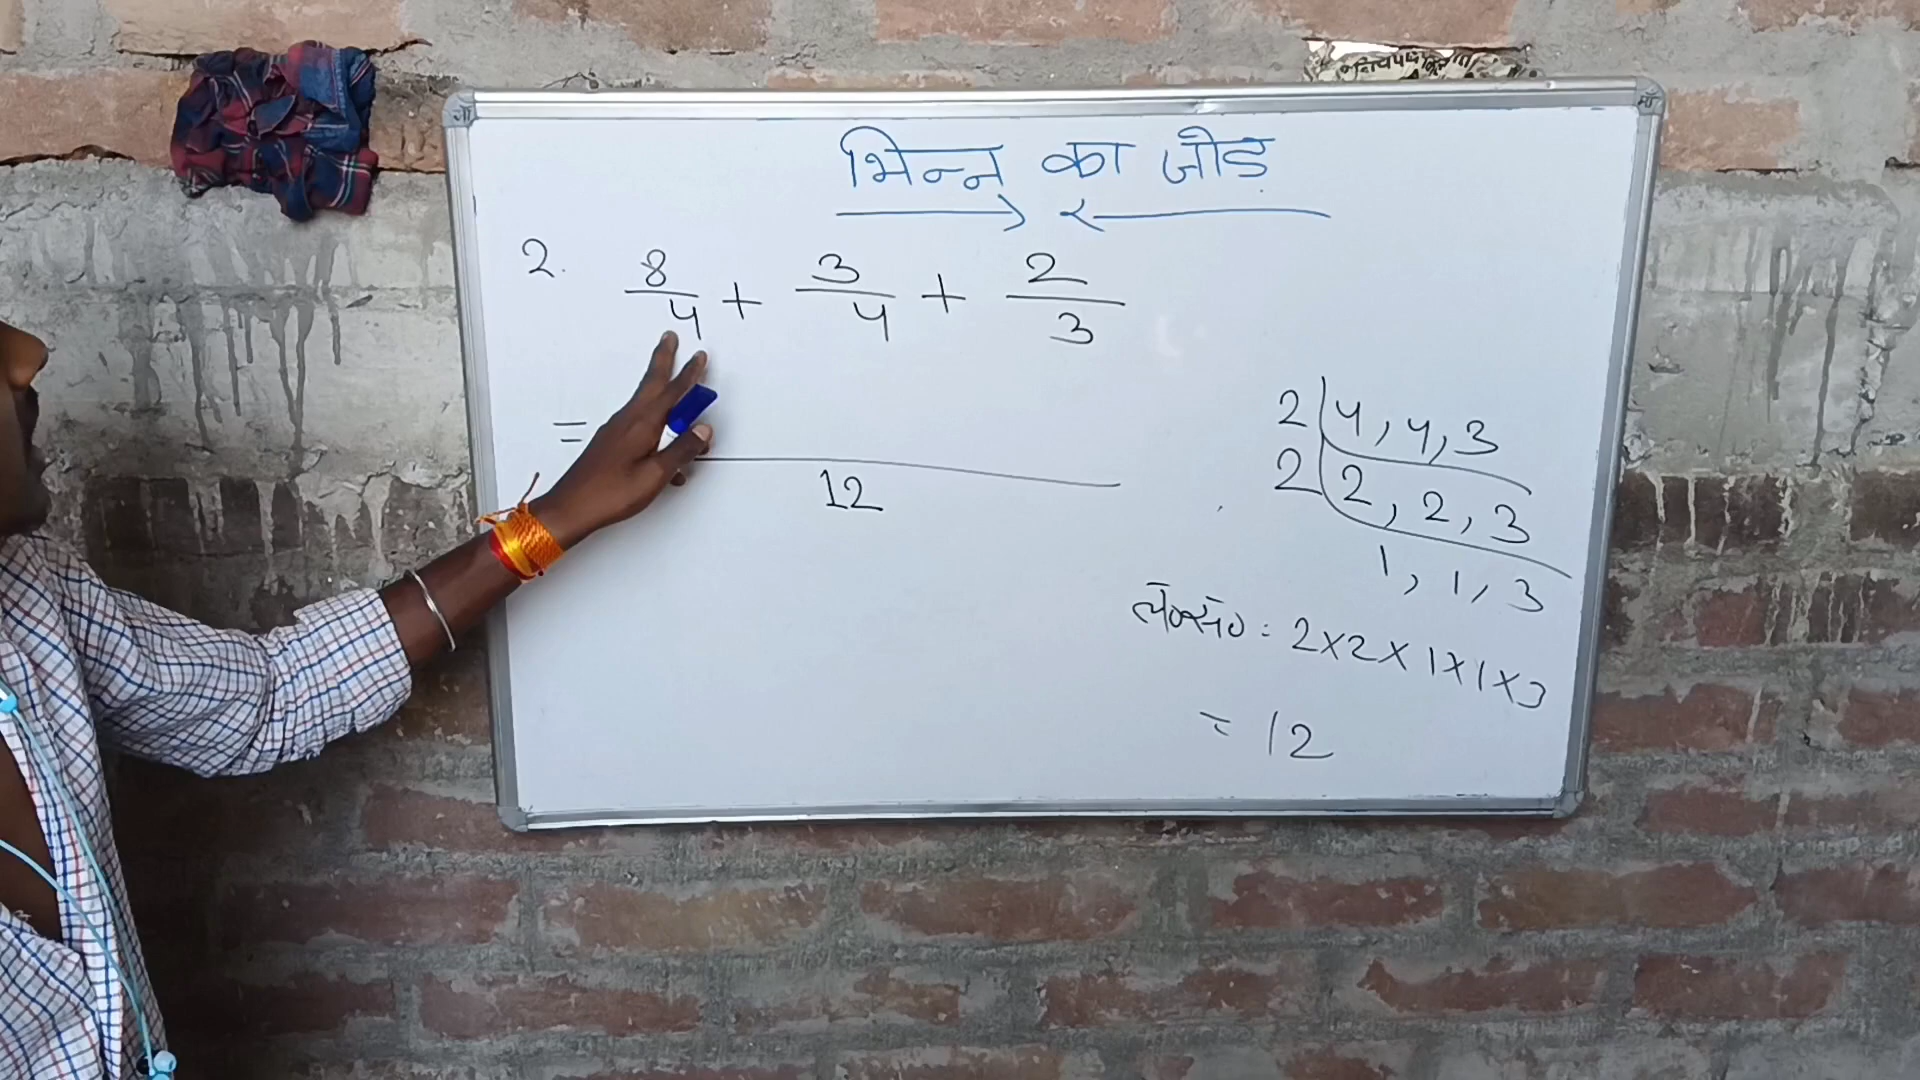 भिन्न का जोड़
2. 8/4 + 3/4 + 2/3
=
12
2 | 4, 4, 3
2 | 2, 2, 3
1, 1, 3
ल०स० = 2×2×1×1×3
= 12